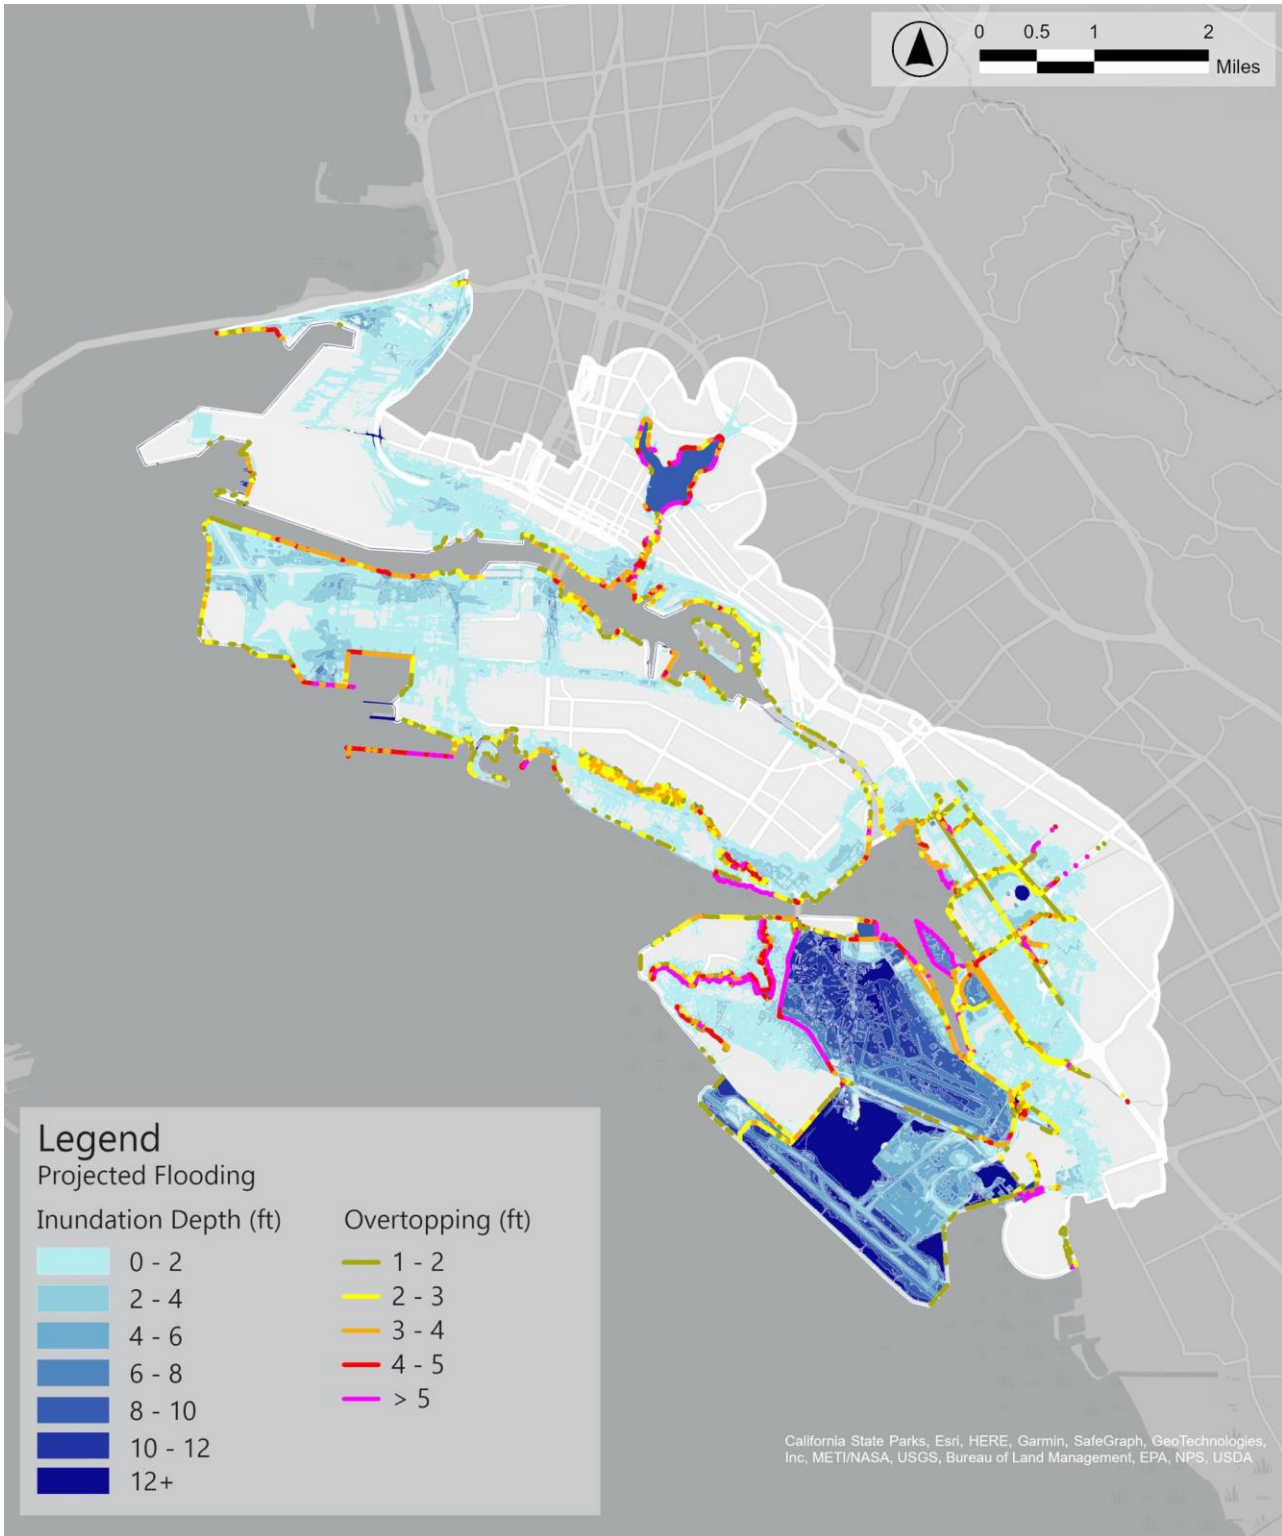 0 0.5 1 2
Miles
Legend
Projected Flooding
Inundation Depth (ft)
0 - 2
2 - 4
4 - 6
6 - 8
8 - 10
10 - 12
12+
Overtopping (ft)
1 - 2
2 - 3
3 - 4
4 - 5
> 5
California State Parks, Esri, HERE, Garmin, SafeGraph, GeoTechnologies,
Inc, METI/NASA, USGS, Bureau of Land Management, EPA, NPS, USDA